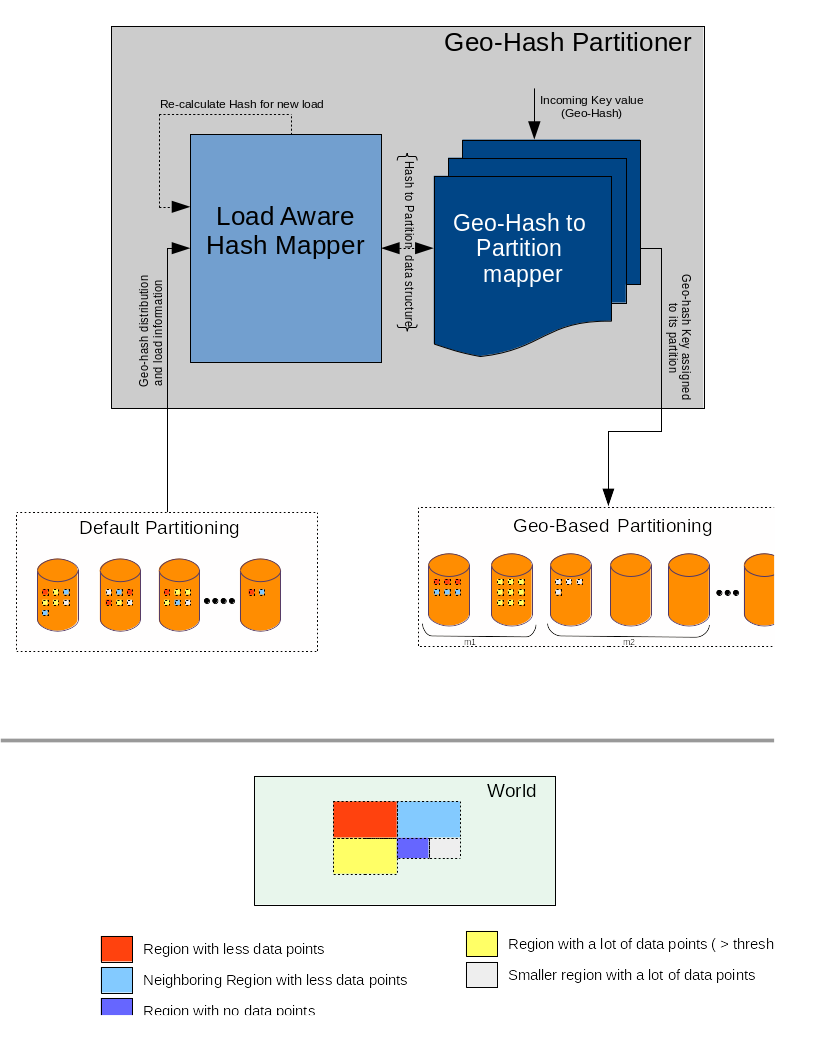 Geo-Hash Partitioner
Re-calculate Hash for new load
Incoming Key value
(Geo-Hash)
Load Aware
Hash Mapper
{Hash to Partition data structure}
Geo-Hash to
Partition
mapper
Geo-hash distribution
and load information
Geo-hash Key assigned
to its partition
Default Partitioning
Geo-Based Partitioning
m1
m2
World
Region with less data points
Neighboring Region with less data points
Region with no data points
Region with a lot of data points ( > thresh
Smaller region with a lot of data points